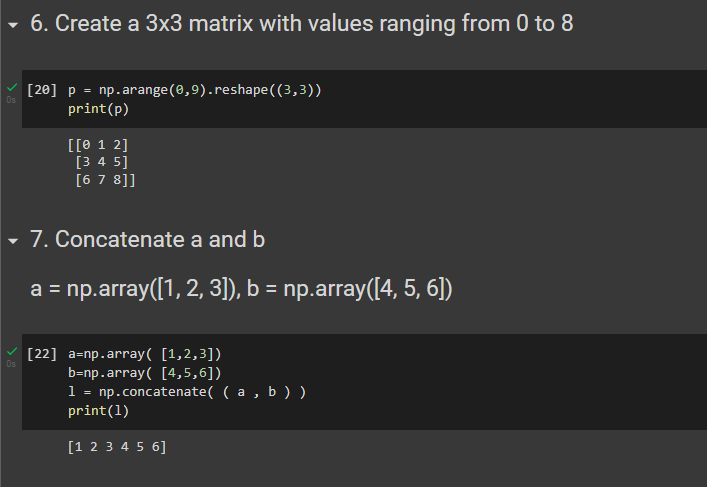 6. Create a 3x3 matrix with values ranging from 0 to 8
[20] p = np.arange(0,9).reshape((3,3))
print(p)
0s
[[0 1 2]
[3 4 5]
[6 7 8]]
7. Concatenate a and b
a = np.array([1, 2, 3]), b = np.array([4, 5, 6])
[22] a=np.array( [1,2,3])
0s
b=np.array( [4,5,6])
l = np.concatenate( ( a , b ) )
print(l)
[1 2 3 4 5 6]